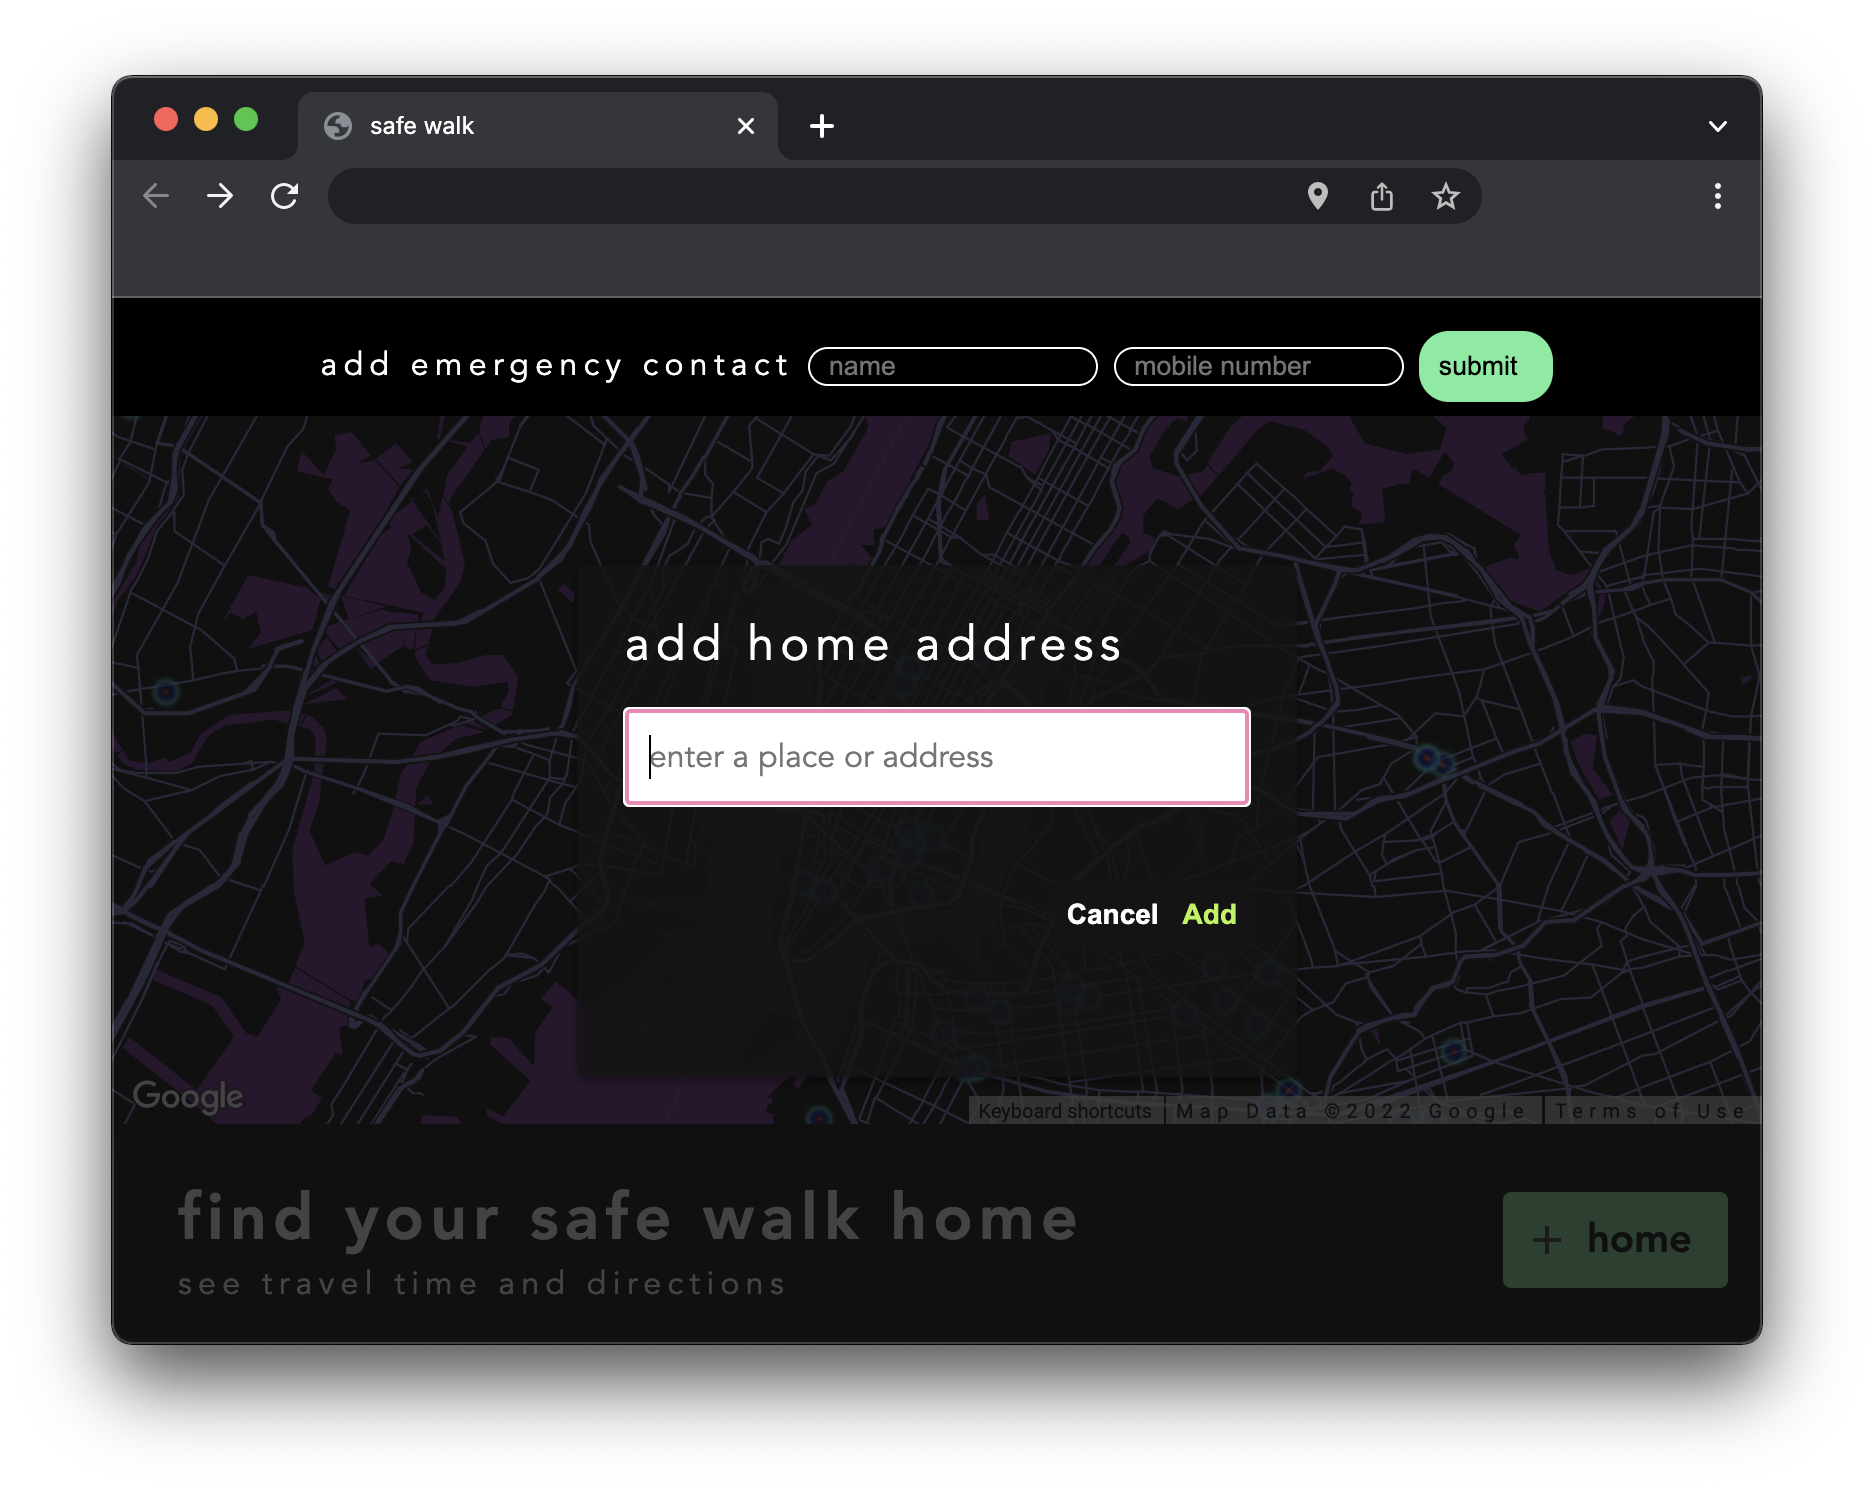 safe walk
add emergency contact name mobile number submit
add home address
enter a place or address
Cancel Add
Google
Keyboard shortcuts Map Data ©2022 Google Terms of Use
find your safe walk home
see travel time and directions
+ home